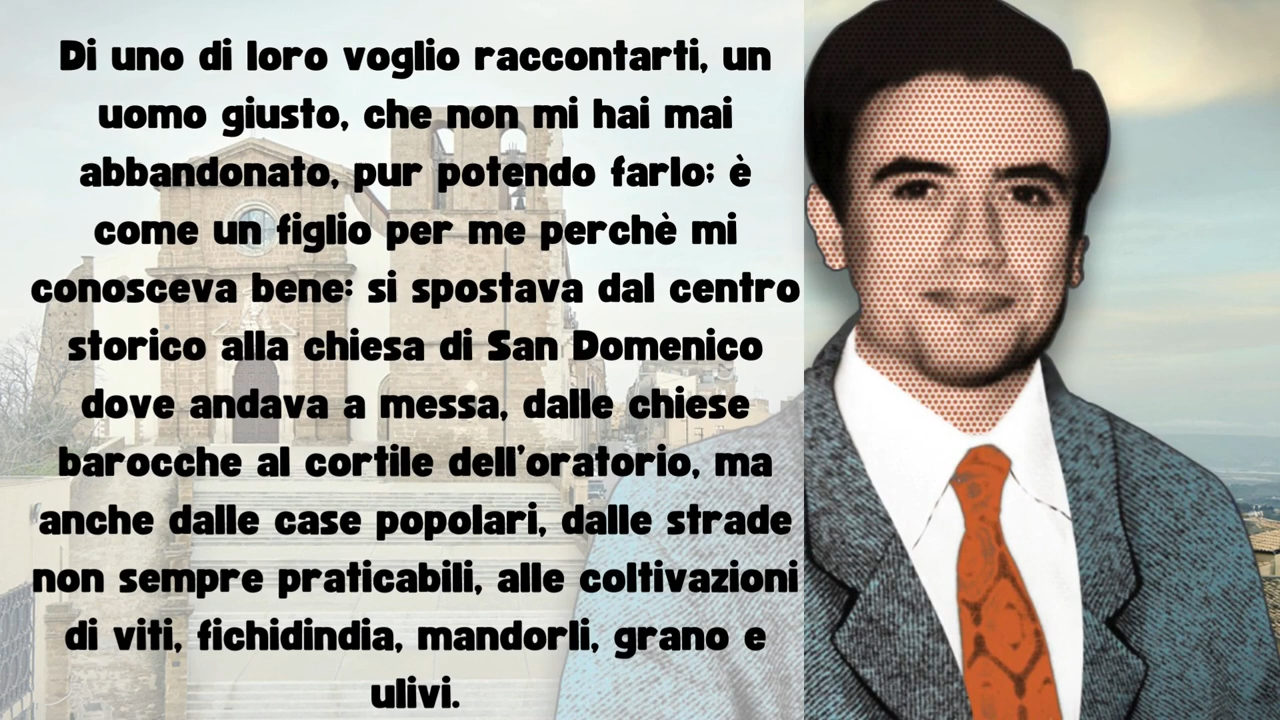 Di uno di loro voglio raccontarti, un
uomo giusto, che non mi hai mai
abbandonato, pur potendo farlo; è
come un figlio per me perchè mi
conosceva bene: si spostava dal centro
storico alla chiesa di San Domenico
dove andava a messa, dalle chiese
barocche al cortile dell'oratorio, ma
anche dalle case popolari, dalle strade
non sempre praticabili, alle coltivazioni
di viti, fichidindia, mandorli, grano e
ulivi.